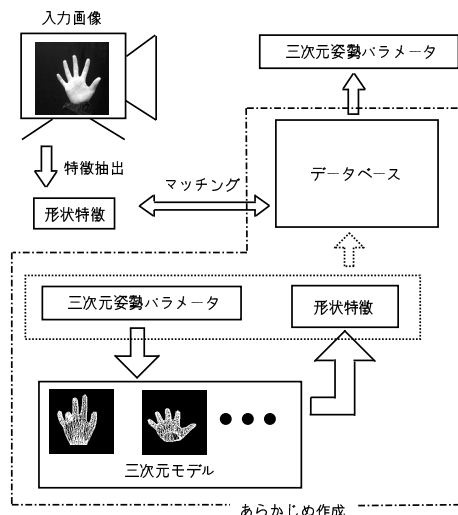 入力画像
三次元姿勢パラメータ
特徴抽出
マッチング
データベース
形状特徴
三次元姿勢パラメータ
形状特徴
三次元モデル
あらかじめ作成